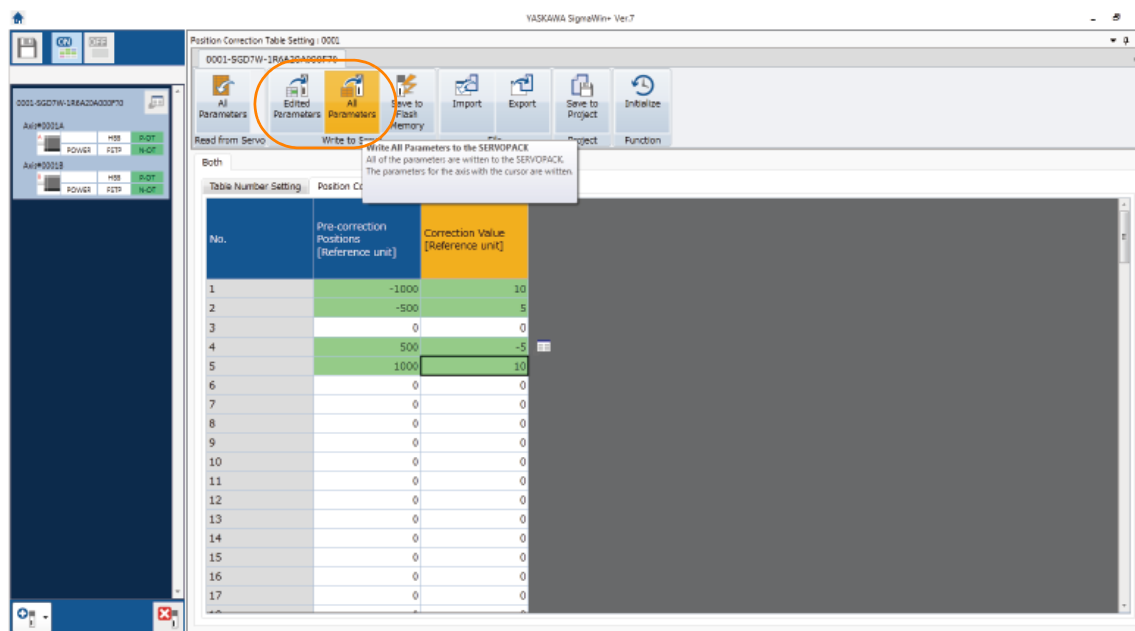 YASKAWA SigmaWin+ Ver.7
ON
OFF
Position Correction Table Setting : 0001
0001-SGD7W-1R6A20A000F70
All Parameters
Edited Parameters
All Parameters
Save to Flash Memory
Import
Export
Save to Project
Initialize
Read from Servo
Write to
File
Project
Function
Write All Parameters to the SERVOPACK
All of the parameters are written to the SERVOPACK.
The parameters for the axis with the cursor are written.
0001-SGD7W-1R6A20A000F70
Axis#0001A
HBB P-OT
POWER FSTP N-OT
Axis#0001B
HBB P-OT
POWER FSTP N-OT
Both
Table Number Setting
Position Co
No.
Pre-correction Positions [Reference unit]
Correction Value [Reference unit]
1 -1000 10
2 -500 5
3 0 0
4 500 -5
5 1000 10
6 0 0
7 0 0
8 0 0
9 0 0
10 0 0
11 0 0
12 0 0
13 0 0
14 0 0
15 0 0
16 0 0
17 0 0